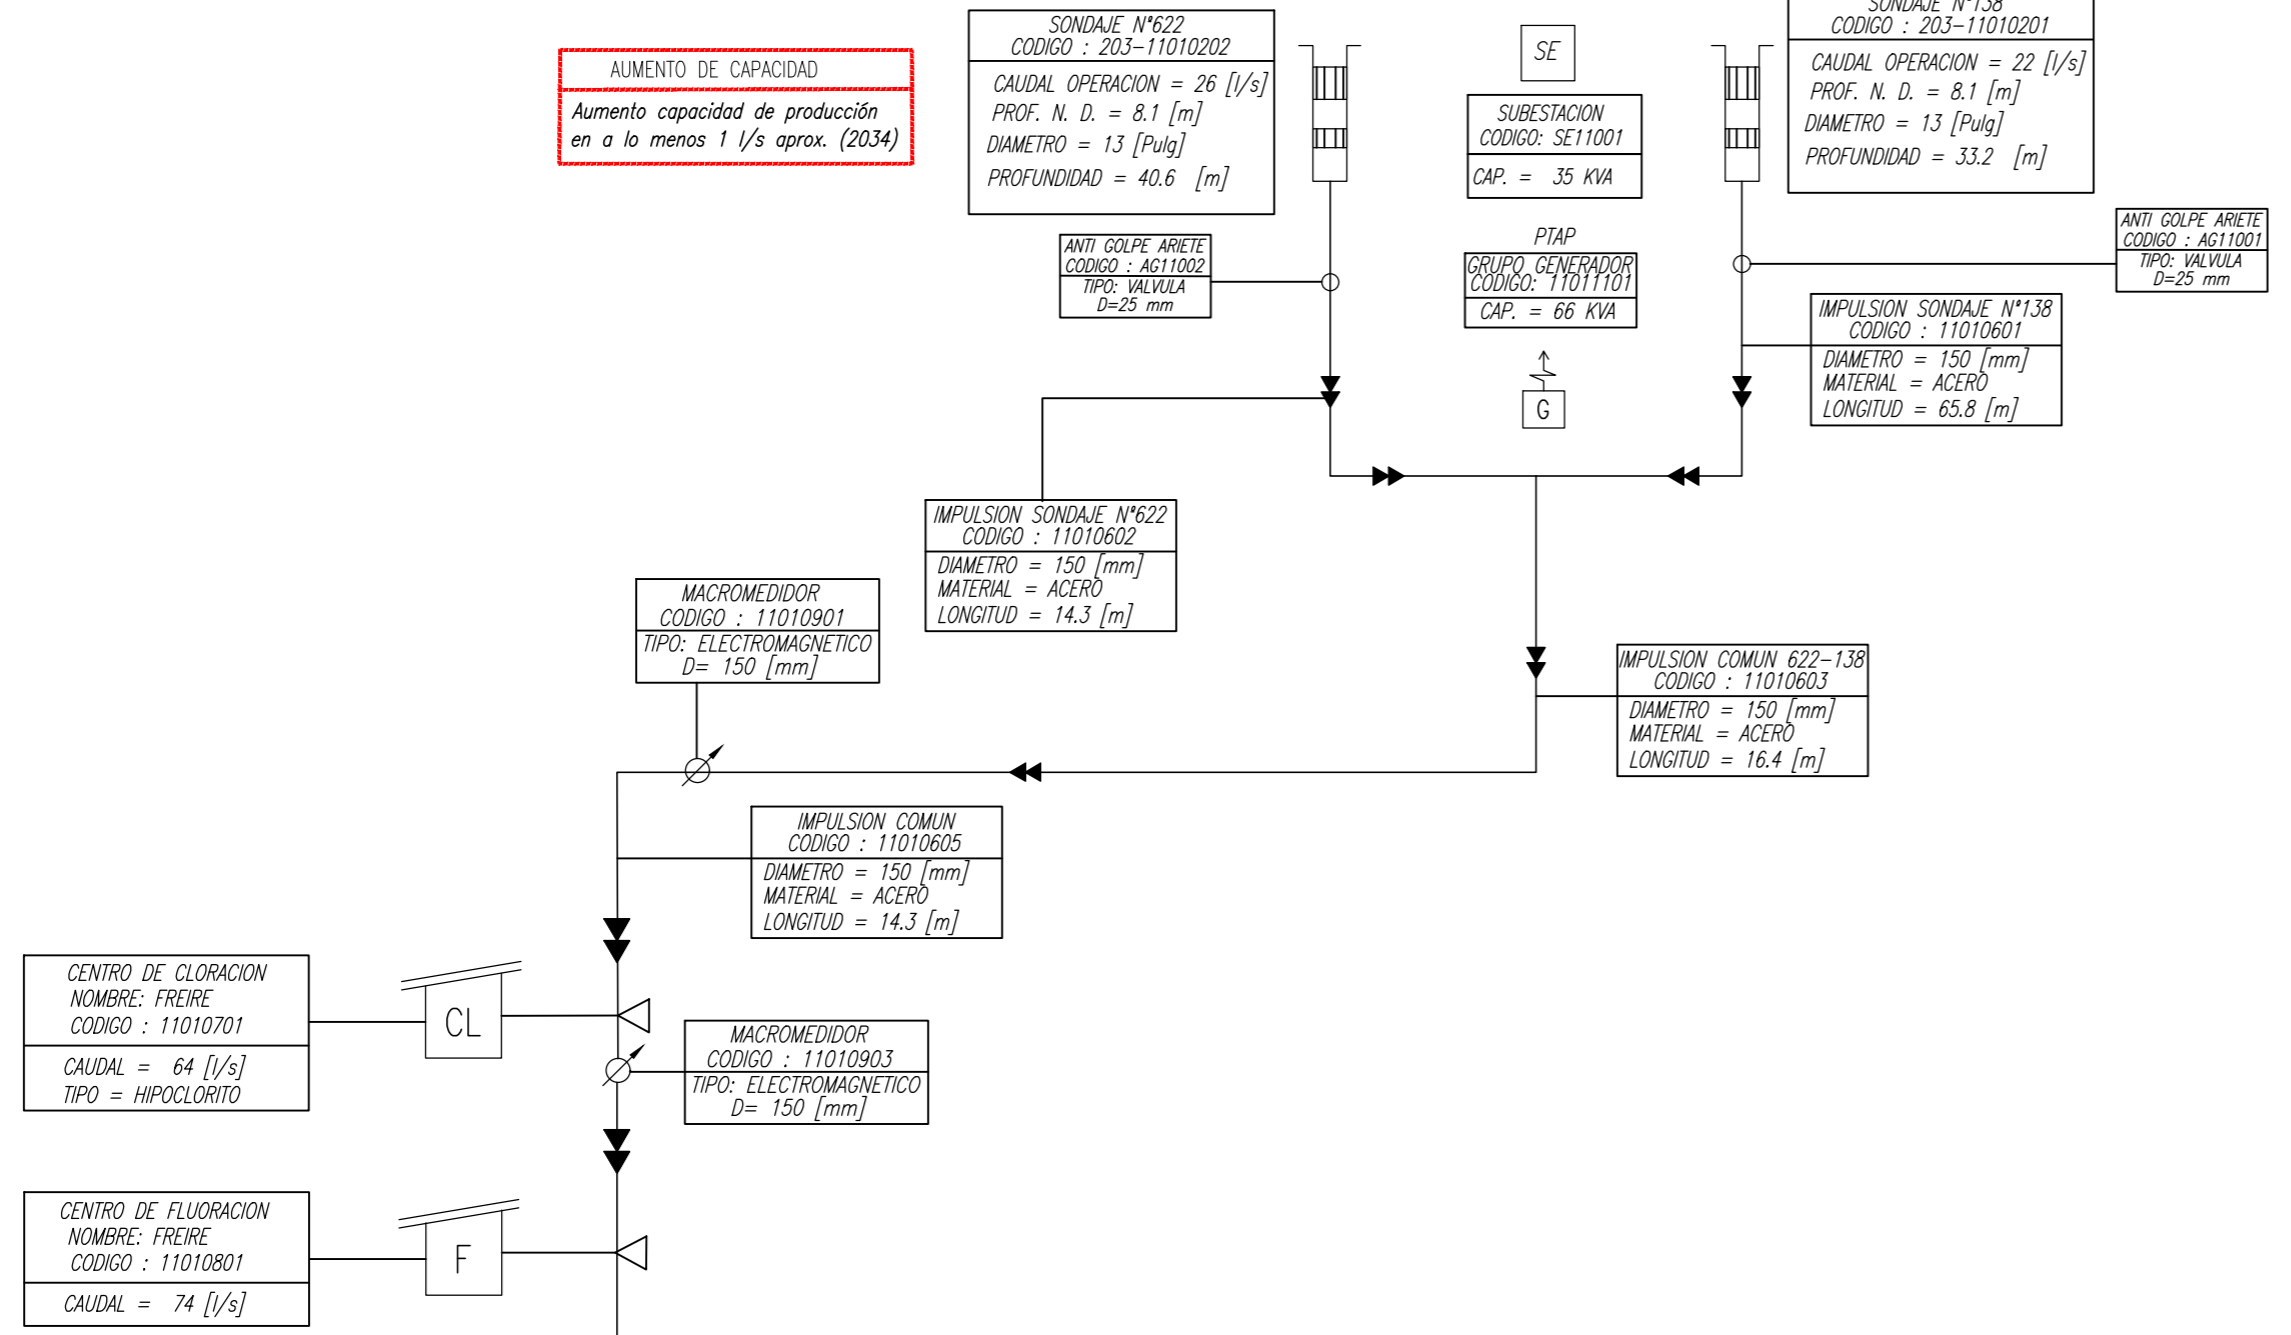 SONDAJE N°622
CODIGO : 203-11010202
CAUDAL OPERACION = 26 [l/s]
PROF. N. D. = 8.1 [m]
DIAMETRO = 13 [Pulg]
PROFUNDIDAD = 40.6 [m]
SONDAJE N°138
CODIGO : 203-11010201
CAUDAL OPERACION = 22 [l/s]
PROF. N. D. = 8.1 [m]
DIAMETRO = 13 [Pulg]
PROFUNDIDAD = 33.2 [m]
AUMENTO DE CAPACIDAD
Aumento capacidad de producción
en a lo menos 1 l/s aprox. (2034)
SE
SUBESTACION
CODIGO: SE11001
CAP. = 35 KVA
ANTI GOLPE ARIETE
CODIGO : AG11002
TIPO: VALVULA
D=25 mm
PTAP
GRUPO GENERADOR
CODIGO: 11011101
CAP. = 66 KVA
G
ANTI GOLPE ARIETE
CODIGO : AG11001
TIPO: VALVULA
D=25 mm
IMPULSION SONDAJE N°138
CODIGO : 11010601
DIAMETRO = 150 [mm]
MATERIAL = ACERO
LONGITUD = 65.8 [m]
IMPULSION SONDAJE N°622
CODIGO : 11010602
DIAMETRO = 150 [mm]
MATERIAL = ACERO
LONGITUD = 14.3 [m]
MACROMEDIDOR
CODIGO : 11010901
TIPO: ELECTROMAGNETICO
D= 150 [mm]
IMPULSION COMUN 622-138
CODIGO : 11010603
DIAMETRO = 150 [mm]
MATERIAL = ACERO
LONGITUD = 16.4 [m]
IMPULSION COMUN
CODIGO : 11010605
DIAMETRO = 150 [mm]
MATERIAL = ACERO
LONGITUD = 14.3 [m]
CENTRO DE CLORACION
NOMBRE: FREIRE
CODIGO : 11010701
CAUDAL = 64 [l/s]
TIPO = HIPOCLORITO
CL
MACROMEDIDOR
CODIGO : 11010903
TIPO: ELECTROMAGNETICO
D= 150 [mm]
CENTRO DE FLUORACION
NOMBRE: FREIRE
CODIGO : 11010801
CAUDAL = 74 [l/s]
F